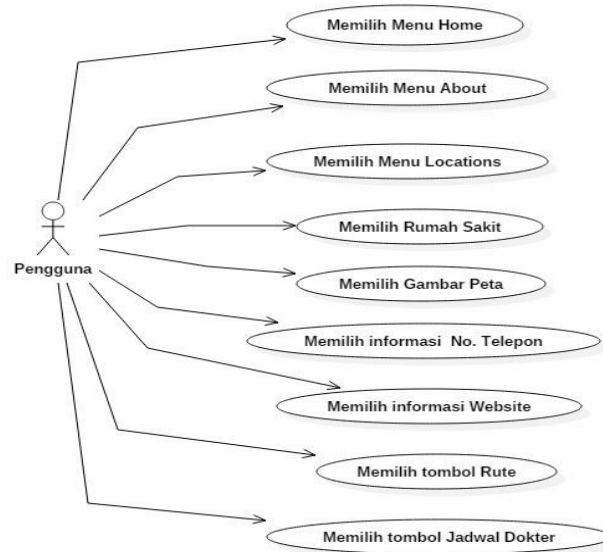 Memilih Menu Home
Memilih Menu About
Memilih Menu Locations
Memilih Rumah Sakit
Pengguna
Memilih Gambar Peta
Memilih informasi No. Telepon
Memilih informasi Website
Memilih tombol Rute
Memilih tombol Jadwal Dokter